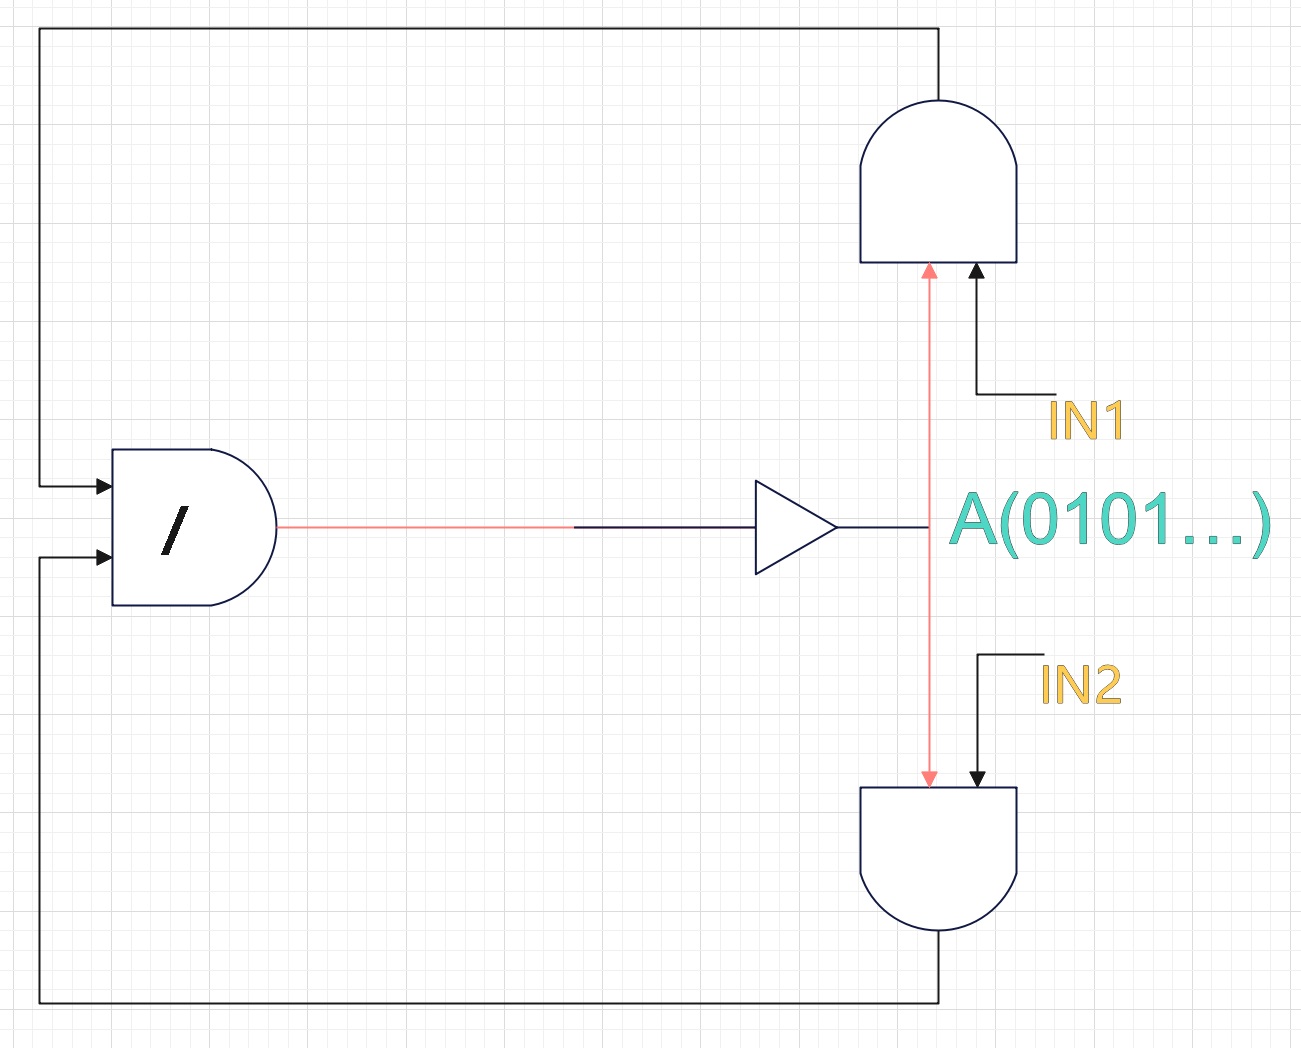 IN1
/
A(0101...)
IN2